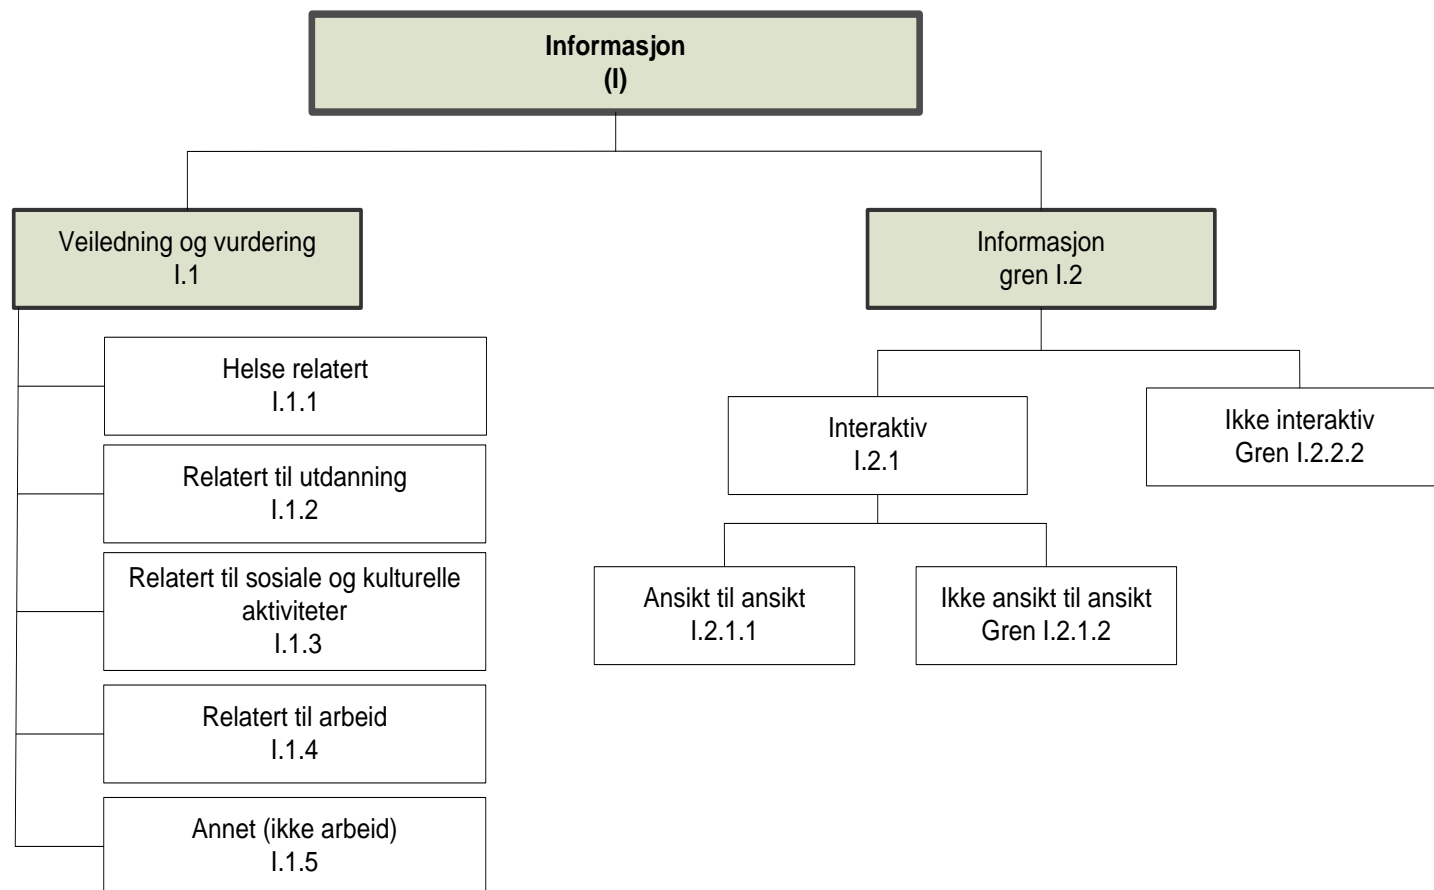 Informasjon
(I)
Veiledning og vurdering
I.1
Informasjon
gren I.2
Helse relatert
I.1.1
Relatert til utdanning
I.1.2
Relatert til sosiale og kulturelle
aktiviteter
I.1.3
Relatert til arbeid
I.1.4
Annet (ikke arbeid)
I.1.5
Interaktiv
I.2.1
Ikke interaktiv
Gren I.2.2.2
Ansikt til ansikt
I.2.1.1
Ikke ansikt til ansikt
Gren I.2.1.2